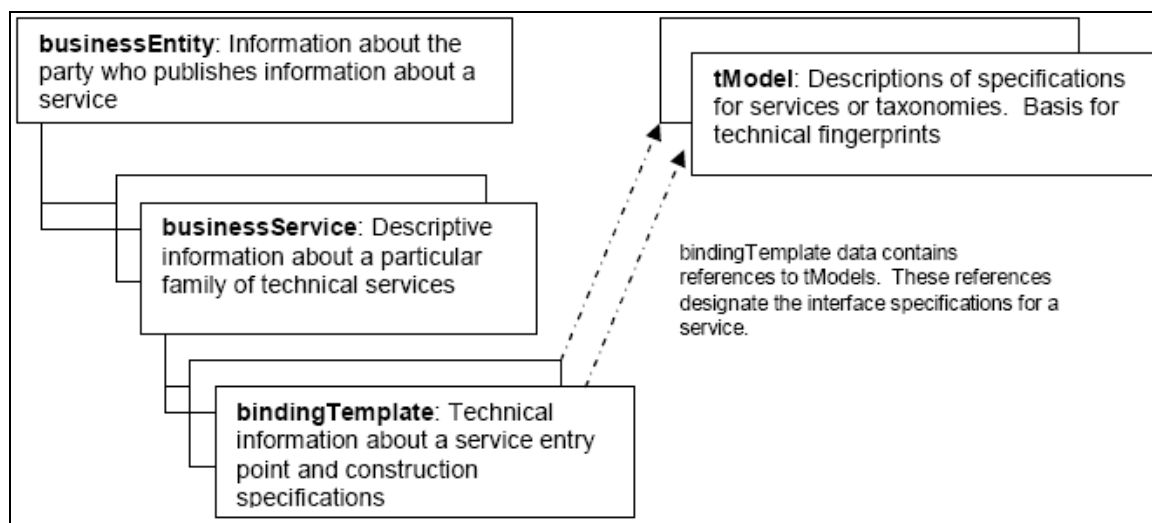 businessEntity: Information about the
party who publishes information about a
service
tModel: Descriptions of specifications
for services or taxonomies.  Basis for
technical fingerprints
businessService: Descriptive
information about a particular
family of technical services
bindingTemplate data contains
references to tModels.  These references
designate the interface specifications for a
service.
bindingTemplate: Technical
information about a service entry
point and construction
specifications